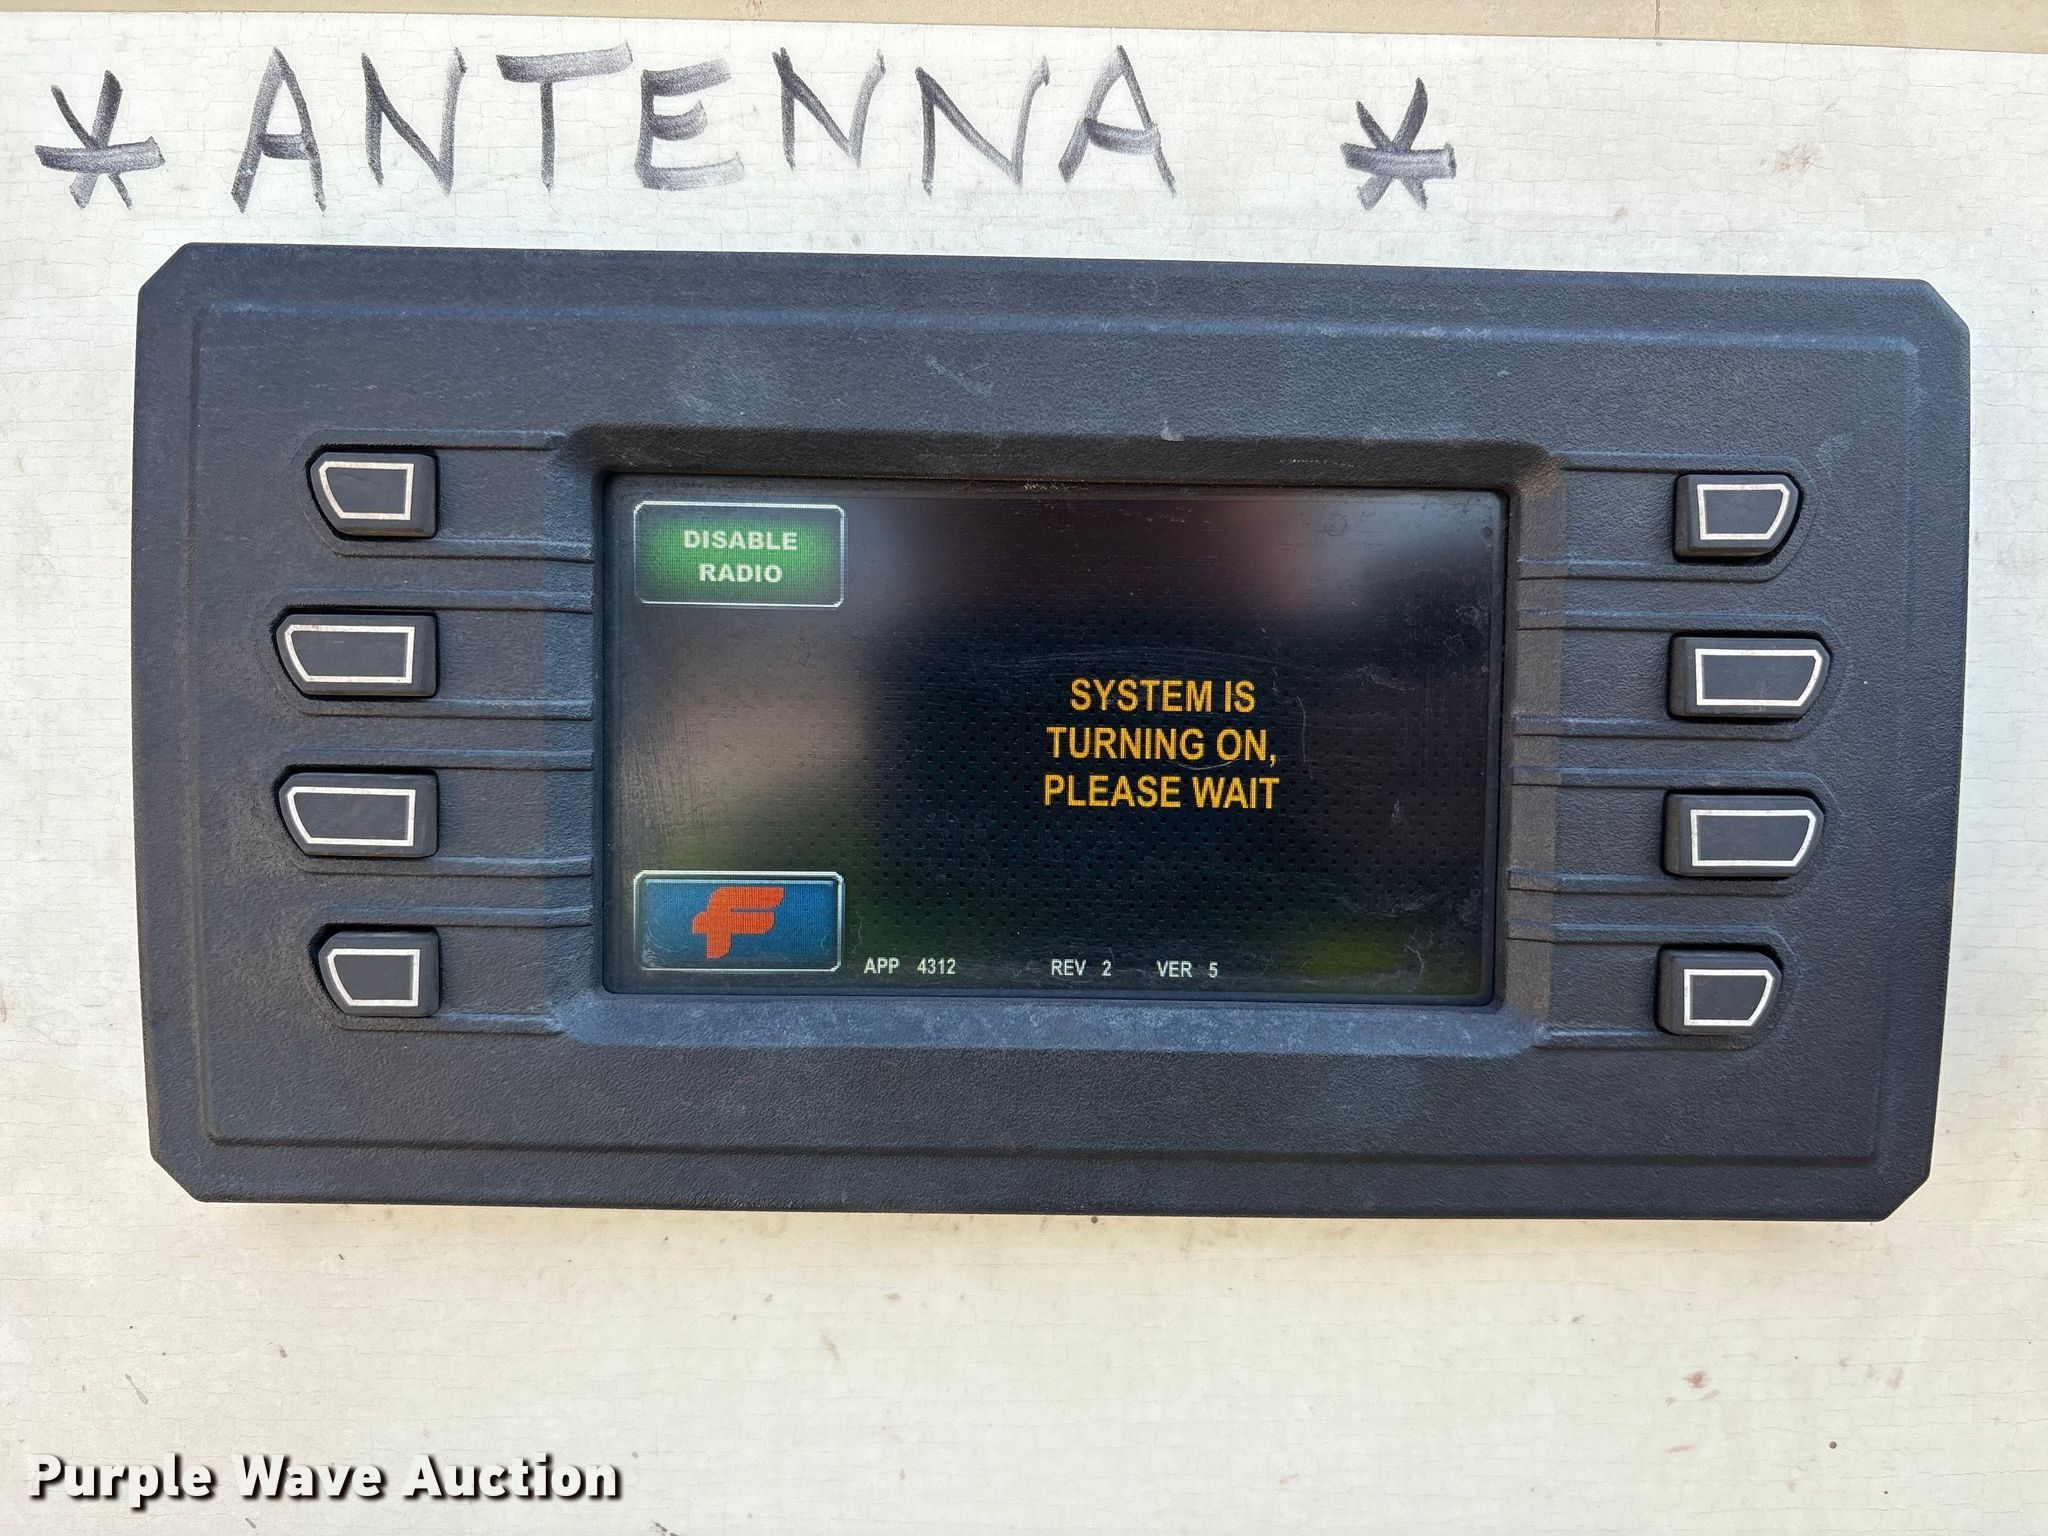 * ANTENNA *
DISABLE
RADIO
SYSTEM IS
TURNING ON,
PLEASE WAIT
F
APP 4312 REV 2 VER 5
Purple Wave Auction